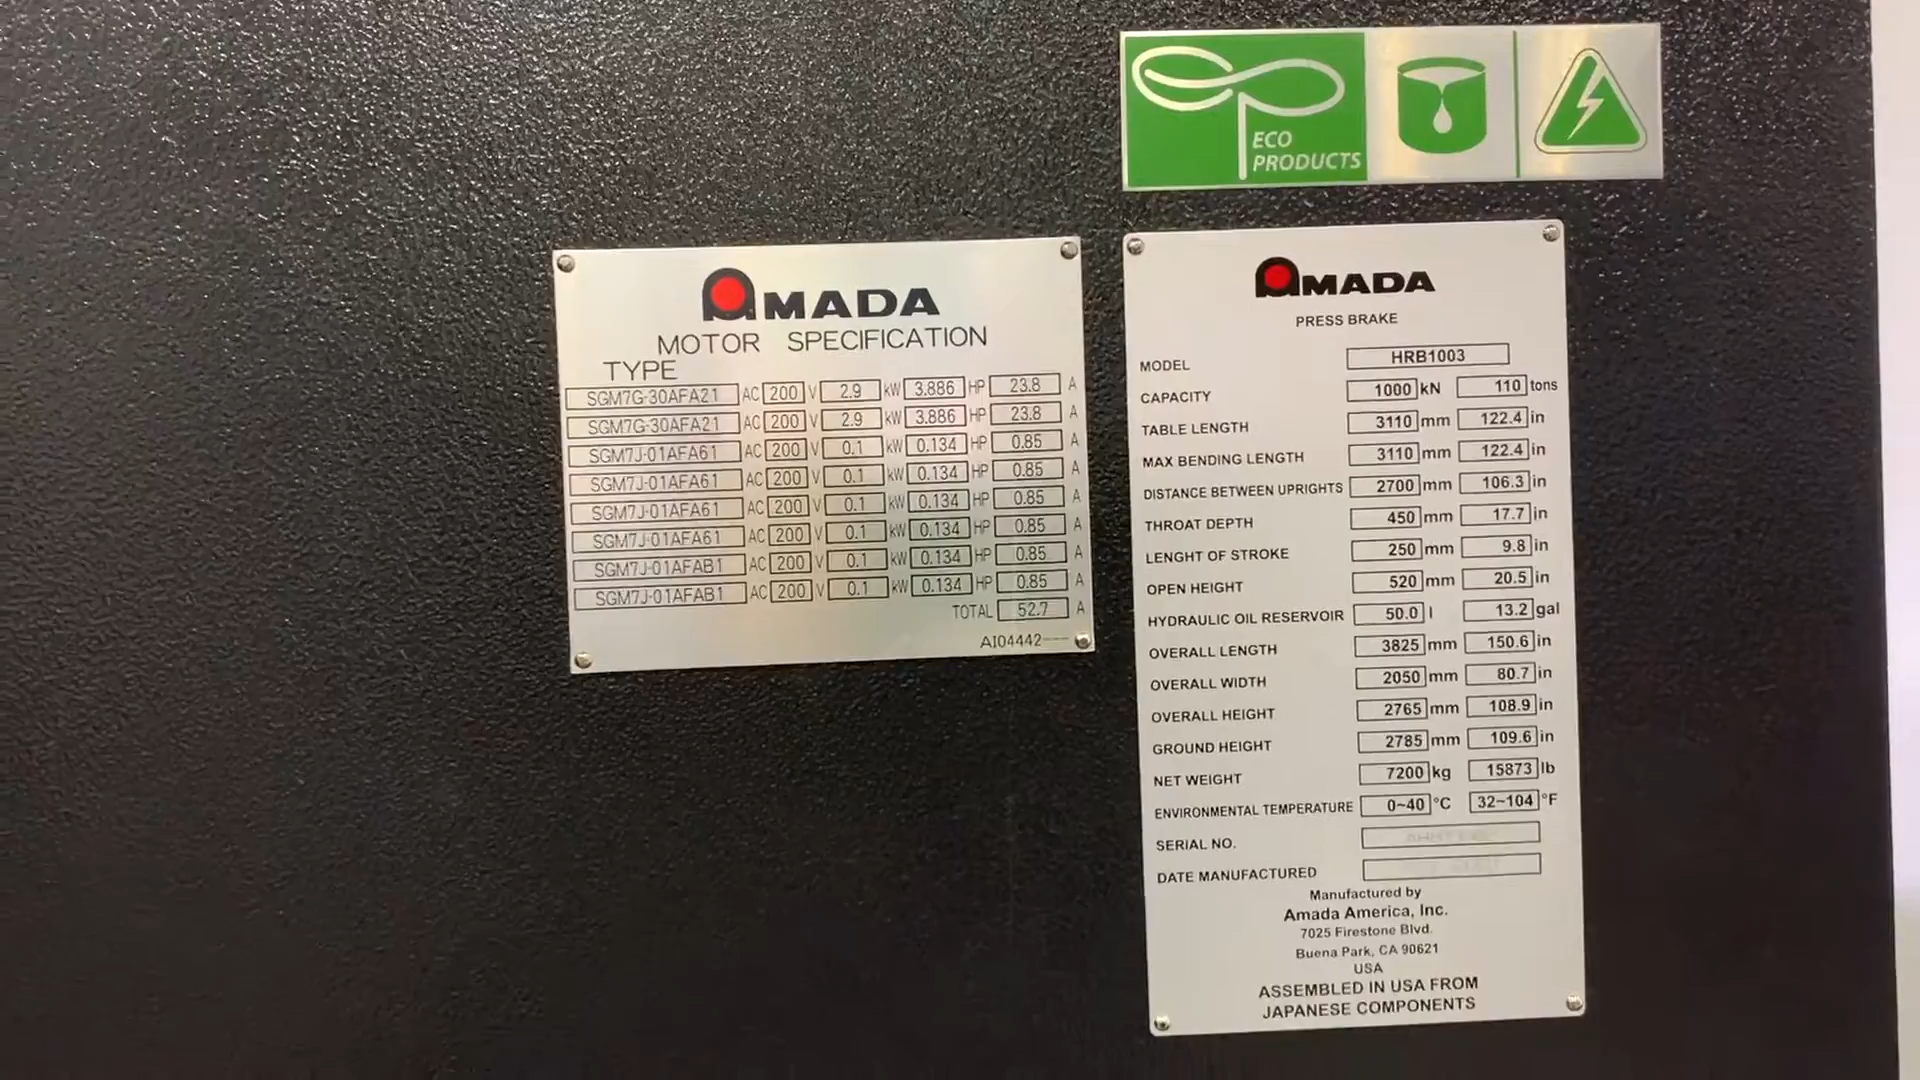 ECO
PRODUCTS
AMADA
MOTOR SPECIFICATION
TYPE
SGM7G-30AFA21 AC 200 V 2.9 kW 3.886 HP 23.8 A
SGM7G-30AFA21 AC 200 V 2.9 kW 3.886 HP 23.8 A
SGM7J-01AFA61 AC 200 V 0.1 kW 0.134 HP 0.85 A
SGM7J-01AFA61 AC 200 V 0.1 kW 0.134 HP 0.85 A
SGM7J-01AFA61 AC 200 V 0.1 kW 0.134 HP 0.85 A
SGM7J-01AFA61 AC 200 V 0.1 kW 0.134 HP 0.85 A
SGM7J-01AFAB1 AC 200 V 0.1 kW 0.134 HP 0.85 A
SGM7J-01AFAB1 AC 200 V 0.1 kW 0.134 HP 0.85 A
TOTAL 52.7 A
AI04442
AMADA
PRESS BRAKE
MODEL HRB1003
CAPACITY 1000 kN 110 tons
TABLE LENGTH 3110 mm 122.4 in
MAX BENDING LENGTH 3110 mm 122.4 in
DISTANCE BETWEEN UPRIGHTS 2700 mm 106.3 in
THROAT DEPTH 450 mm 17.7 in
LENGHT OF STROKE 250 mm 9.8 in
OPEN HEIGHT 520 mm 20.5 in
HYDRAULIC OIL RESERVOIR 50.0 l 13.2 gal
OVERALL LENGTH 3825 mm 150.6 in
OVERALL WIDTH 2050 mm 80.7 in
OVERALL HEIGHT 2765 mm 108.9 in
GROUND HEIGHT 2785 mm 109.6 in
NET WEIGHT 7200 kg 15873 lb
ENVIRONMENTAL TEMPERATURE 0~40 °C 32~104 °F
SERIAL NO.
DATE MANUFACTURED
Manufactured by
Amada America, Inc.
7025 Firestone Blvd.
Buena Park, CA 90621
USA
ASSEMBLED IN USA FROM
JAPANESE COMPONENTS